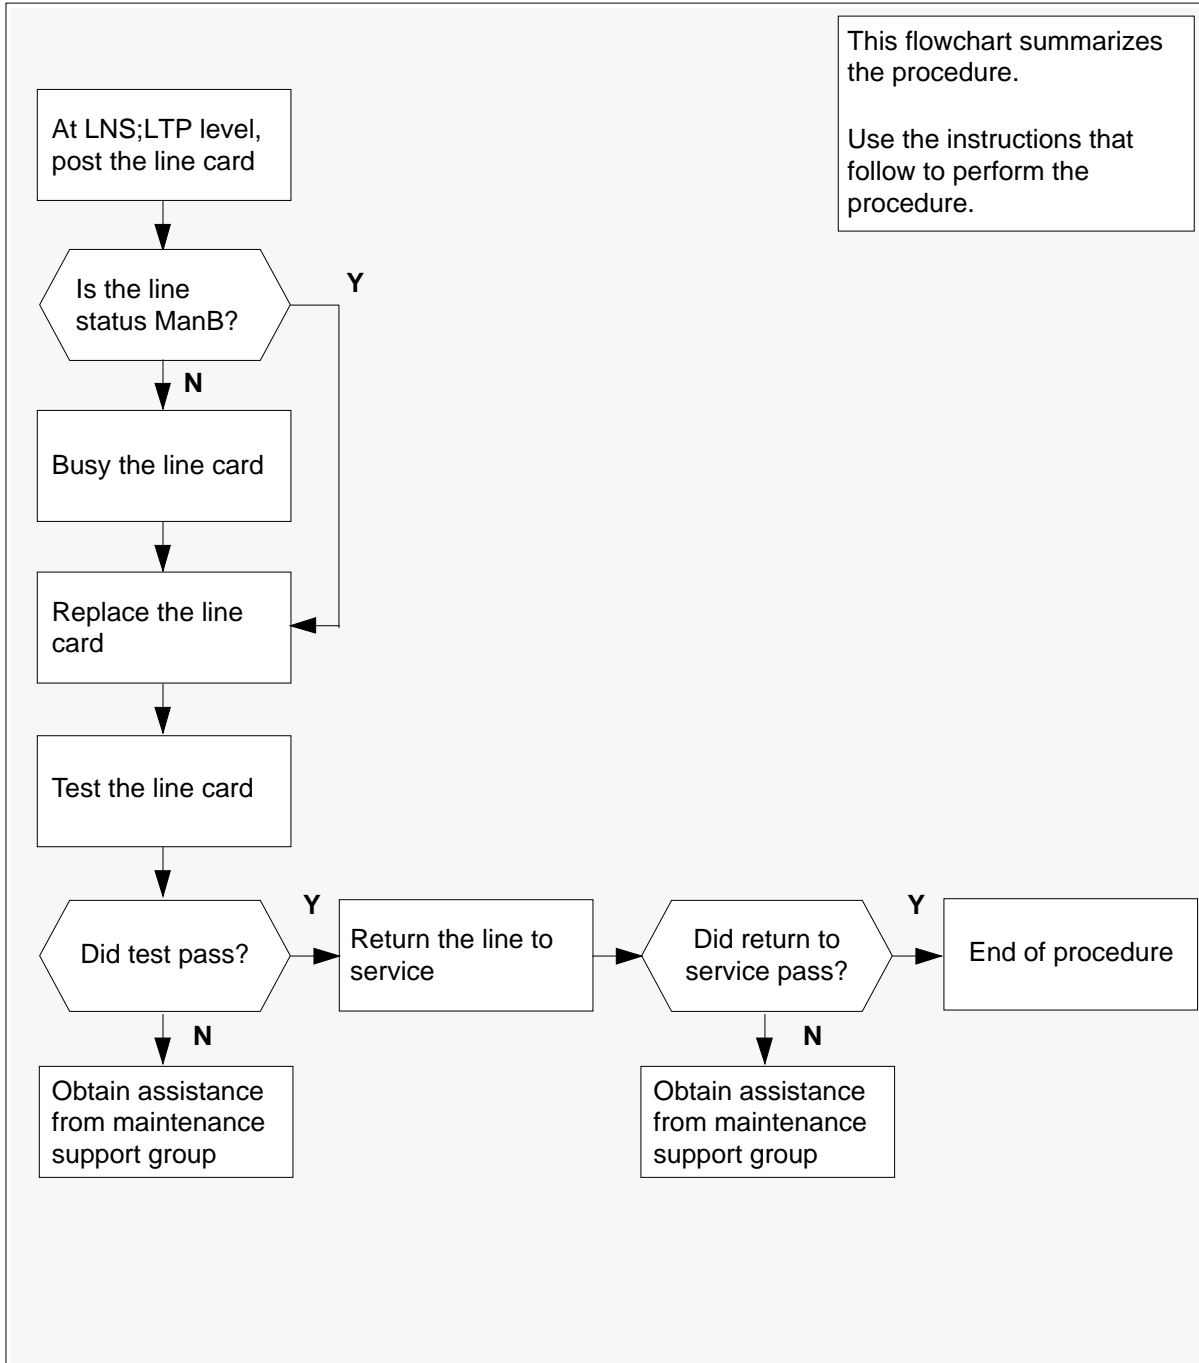 This flowchart summarizes
the procedure.
Use the instructions that
follow to perform the
procedure.
At LNS;LTP level,
post the line card
Is the line
status ManB?
Y
N
Busy the line card
Replace the line
card
Test the line card
Did test pass?
Y
N
Return the line to
service
Did return to
service pass?
Y
N
End of procedure
Obtain assistance
from maintenance
support group
Obtain assistance
from maintenance
support group